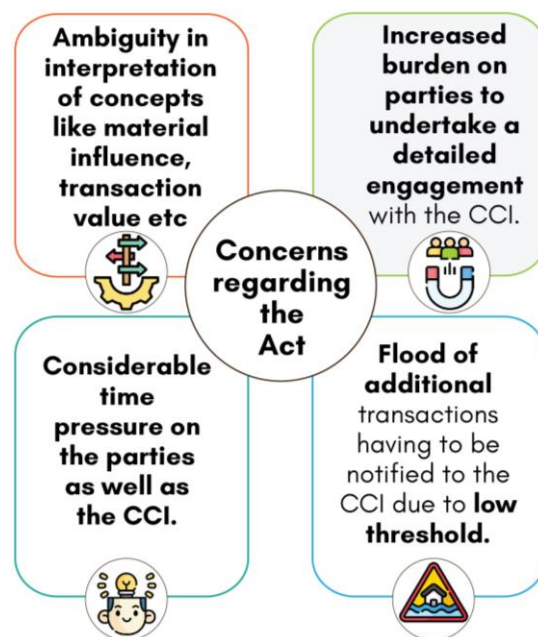 Ambiguity in
interpretation
of concepts
like material
influence,
transaction
value etc
Increased
burden on
parties to
undertake a
detailed
engagement
with the CCI.
Concerns
regarding
the
Act
Considerable
time
pressure on
the parties
as well as
the CCI.
Flood of
additional
transactions
having to be
notified to the
CCI due to low
threshold.